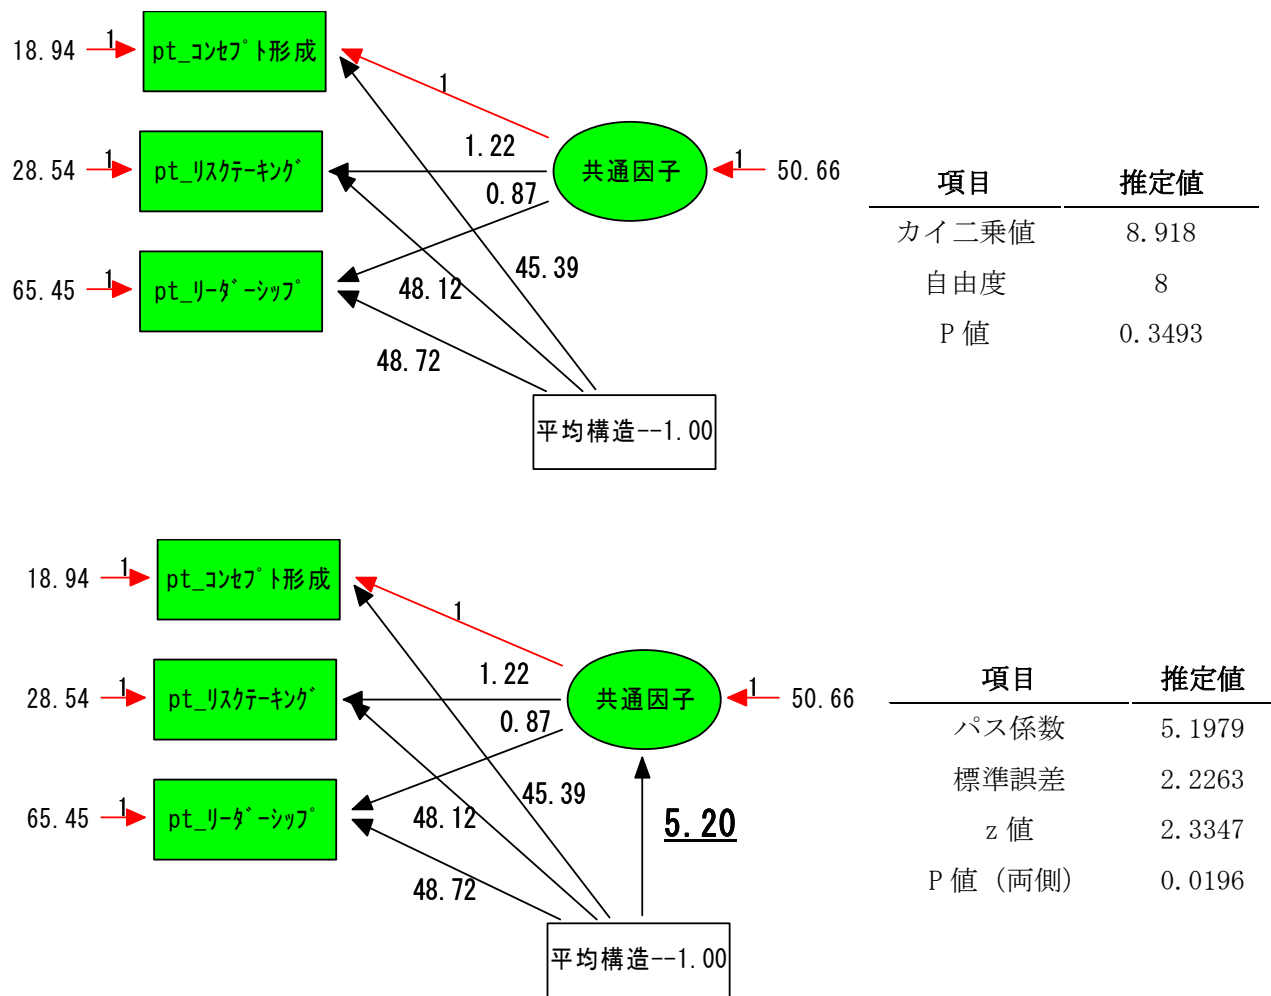 18.94
1
pt_ｺﾝｾﾌﾟﾄ形成
1
28.54
1
pt_ﾘｽｸﾃｰｷﾝｸﾞ
1.22
共通因子
1
50.66
0.87
65.45
1
pt_ﾘｰﾀﾞｰｼｯﾌﾟ
45.39
48.12
48.72
平均構造--1.00
項目 推定値
カイ二乗値 8.918
自由度 8
P 値 0.3493
18.94
1
pt_ｺﾝｾﾌﾟﾄ形成
1
28.54
1
pt_ﾘｽｸﾃｰｷﾝｸﾞ
1.22
共通因子
1
50.66
0.87
65.45
1
pt_ﾘｰﾀﾞｰｼｯﾌﾟ
45.39
48.12
5.20
48.72
平均構造--1.00
項目 推定値
パス係数 5.1979
標準誤差 2.2263
z 値 2.3347
P 値（両側） 0.0196